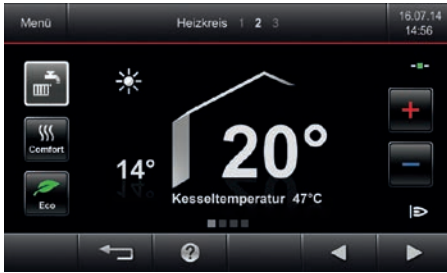 Menü
Heizkreis 1 2 3
16.07.14
14:56
Comfort
Eco
14°
20°
Kesseltemperatur 47°C
?